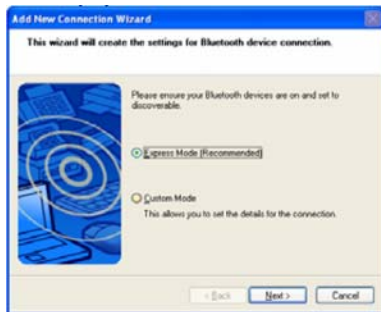 Add New Connection Wizard
This wizard will create the settings for Bluetooth device connection.
Please ensure your Bluetooth devices are on and set to
discoverable.
Express Mode (Recommended)
Custom Mode
This allows you to set the details for the connection.
< Back Next > Cancel